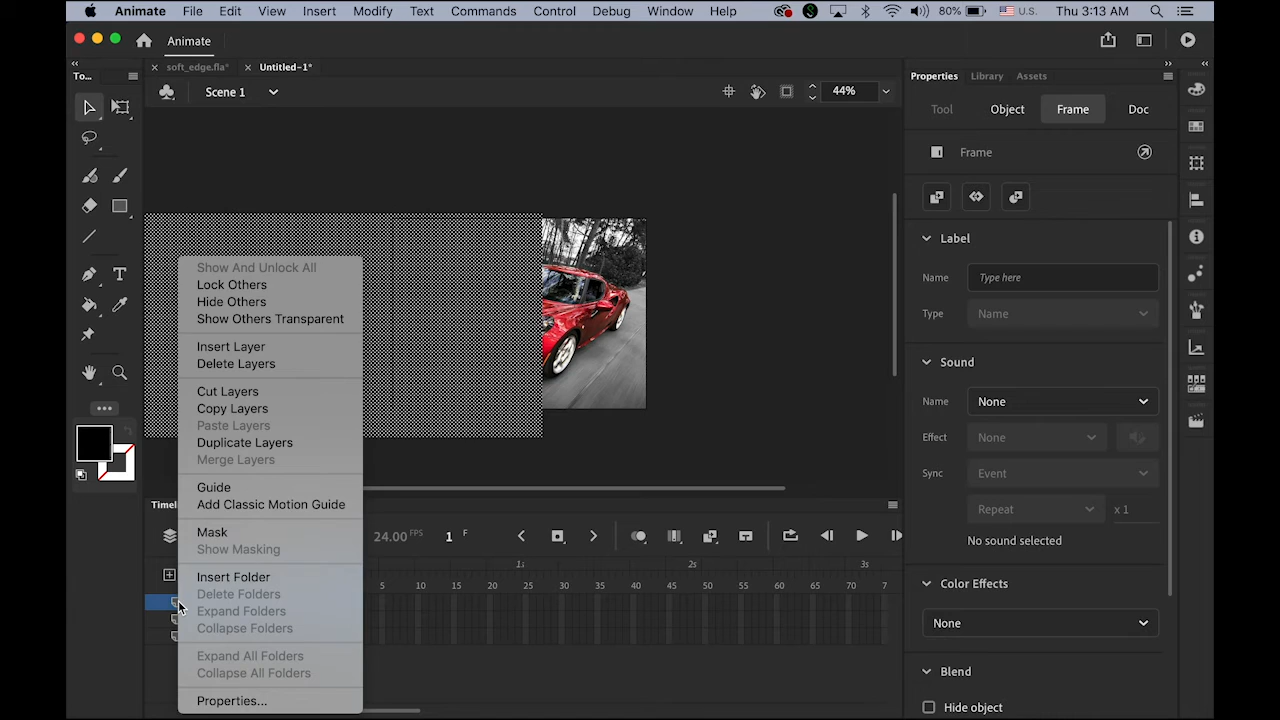 Animate File Edit View Insert Modify Text Commands Control Debug Window Help 80% U.S. Thu 3:13 AM
Animate
To...
soft_edge.fla* Untitled-1*
Scene 1
44%
Properties Library Assets
Tool Object Frame Doc
Frame
Label
Name Type here
Type Name
Sound
Name None
Effect None
Sync Event
Repeat x 1
No sound selected
Color Effects
None
Blend
Hide object
Show And Unlock All
Lock Others
Hide Others
Show Others Transparent
Insert Layer
Delete Layers
Cut Layers
Copy Layers
Paste Layers
Duplicate Layers
Merge Layers
Guide
Add Classic Motion Guide
Mask
Show Masking
Insert Folder
Delete Folders
Expand Folders
Collapse Folders
Expand All Folders
Collapse All Folders
Properties...
24.00 FPS 1 F
1s 2s 3s
5 10 15 20 25 30 35 40 45 50 55 60 65 70